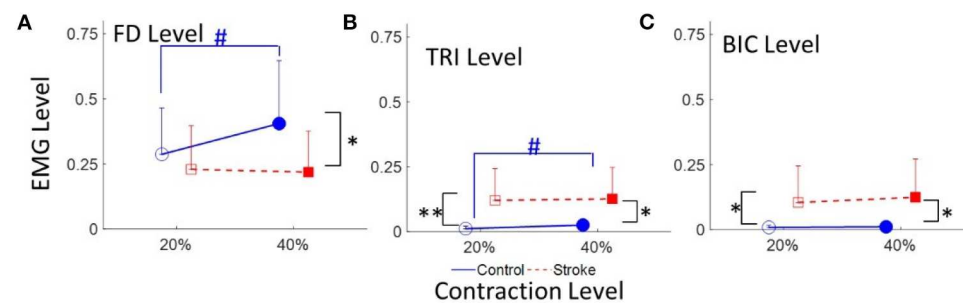 A
FD Level
#
0.75
0.5
0.25
0
EMG Level
*
20%
40%
B
TRI Level
#
0.75
0.5
0.25
0
**
*
20%
40%
C
BIC Level
0.75
0.5
0.25
0
*
*
20%
40%
Control Stroke
Contraction Level